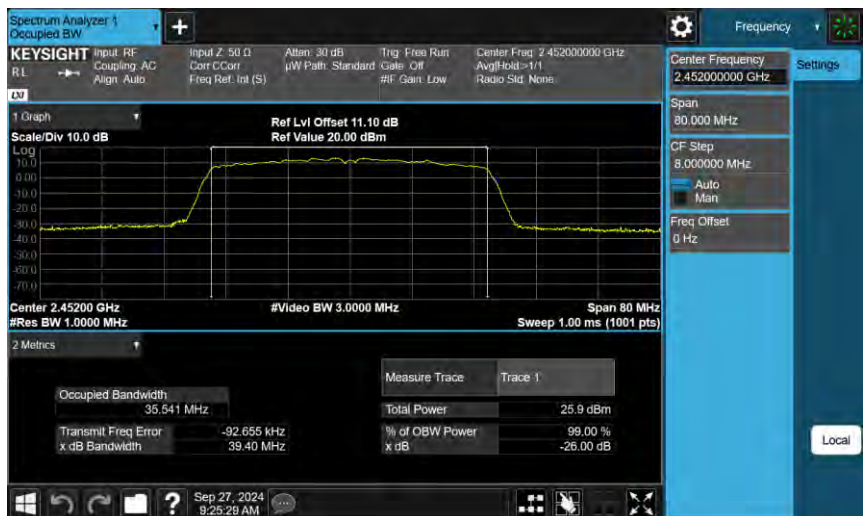 Spectrum Analyzer 1
Occupied BW
Frequency
KEYSIGHT
RL
LXI
Input: RF
Coupling: AC
Align: Auto
Input Z: 50 Ω
Corr CCorr
Freq Ref: Int (S)
Atten: 30 dB
µW Path: Standard
Trig: Free Run
Gate: Off
#IF Gain: Low
Center Freq: 2.452000000 GHz
Avg|Hold:>1/1
Radio Std: None
Center Frequency
2.452000000 GHz
Settings
Span
80.000 MHz
CF Step
8.000000 MHz
Auto
Man
Freq Offset
0 Hz
1 Graph
Scale/Div 10.0 dB
Ref Lvl Offset 11.10 dB
Ref Value 20.00 dBm
Log
10.0
0.00
-10.0
-20.0
-30.0
-40.0
-50.0
-60.0
-70.0
Center 2.45200 GHz
#Video BW 3.0000 MHz
Span 80 MHz
#Res BW 1.0000 MHz
Sweep 1.00 ms (1001 pts)
2 Metrics
Measure Trace Trace 1
Occupied Bandwidth
35.541 MHz
Total Power 25.9 dBm
Transmit Freq Error -92.655 kHz
% of OBW Power 99.00 %
x dB Bandwidth 39.40 MHz
x dB -26.00 dB
Local
Sep 27, 2024
9:25:29 AM